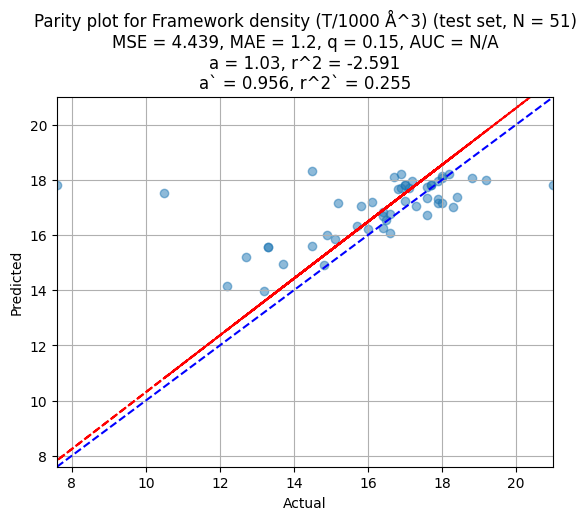 Parity plot for Framework density (T/1000 Å^3) (test set, N = 51)
MSE = 4.439, MAE = 1.2, q = 0.15, AUC = N/A
a = 1.03, r^2 = -2.591
a` = 0.956, r^2` = 0.255
20
18
16
14
12
10
8
Predicted
8 10 12 14 16 18 20
Actual